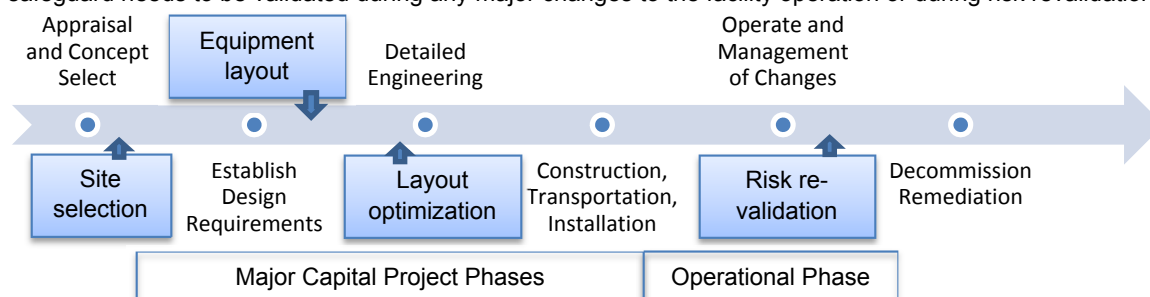 safeguard needs to be validated during any major changes to the facility operation or during risk revalidation
Appraisal
and Concept
Select
Equipment
layout
Detailed
Engineering
Operate and
Management
of Changes
Site
selection
Establish
Design
Requirements
Layout
optimization
Construction,
Transportation,
Installation
Risk re-
validation
Decommission
Remediation
Major Capital Project Phases
Operational Phase